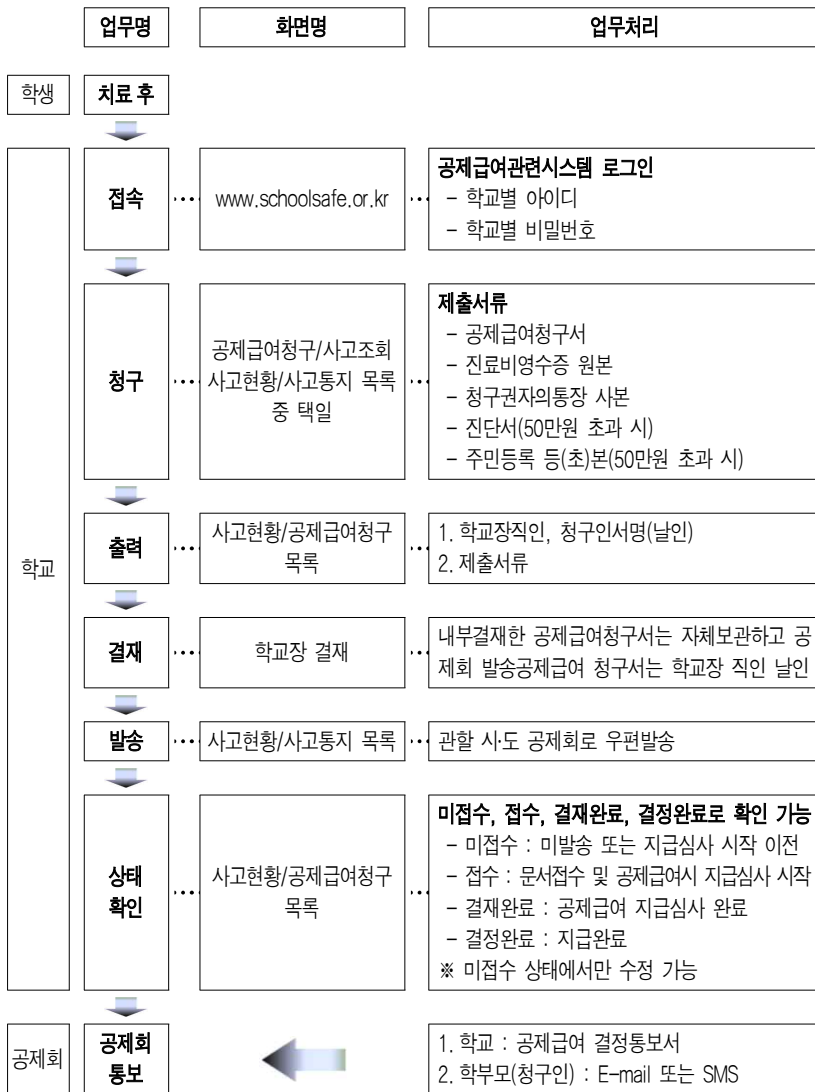 업무명
화면명
업무처리
학생
치료 후
학교
접속
www.schoolsafe.or.kr
공제급여관련시스템 로그인
- 학교별 아이디
- 학교별 비밀번호
청구
공제급여청구/사고조회
사고현황/사고통지 목록
중 택일
제출서류
- 공제급여청구서
- 진료비영수증 원본
- 청구권자의통장 사본
- 진단서(50만원 초과 시)
- 주민등록 등(초)본(50만원 초과 시)
출력
사고현황/공제급여청구
목록
1. 학교장직인, 청구인서명(날인)
2. 제출서류
결재
학교장 결재
내부결재한 공제급여청구서는 자체보관하고 공
제회 발송공제급여 청구서는 학교장 직인 날인
발송
사고현황/사고통지 목록
관할 시·도 공제회로 우편발송
상태
확인
사고현황/공제급여청구
목록
미접수, 접수, 결재완료, 결정완료로 확인 가능
- 미접수 : 미발송 또는 지급심사 시작 이전
- 접수 : 문서접수 및 공제급여시 지급심사 시작
- 결재완료 : 공제급여 지급심사 완료
- 결정완료 : 지급완료
※ 미접수 상태에서만 수정 가능
공제회
공제회
통보
1. 학교 : 공제급여 결정통보서
2. 학부모(청구인) : E-mail 또는 SMS